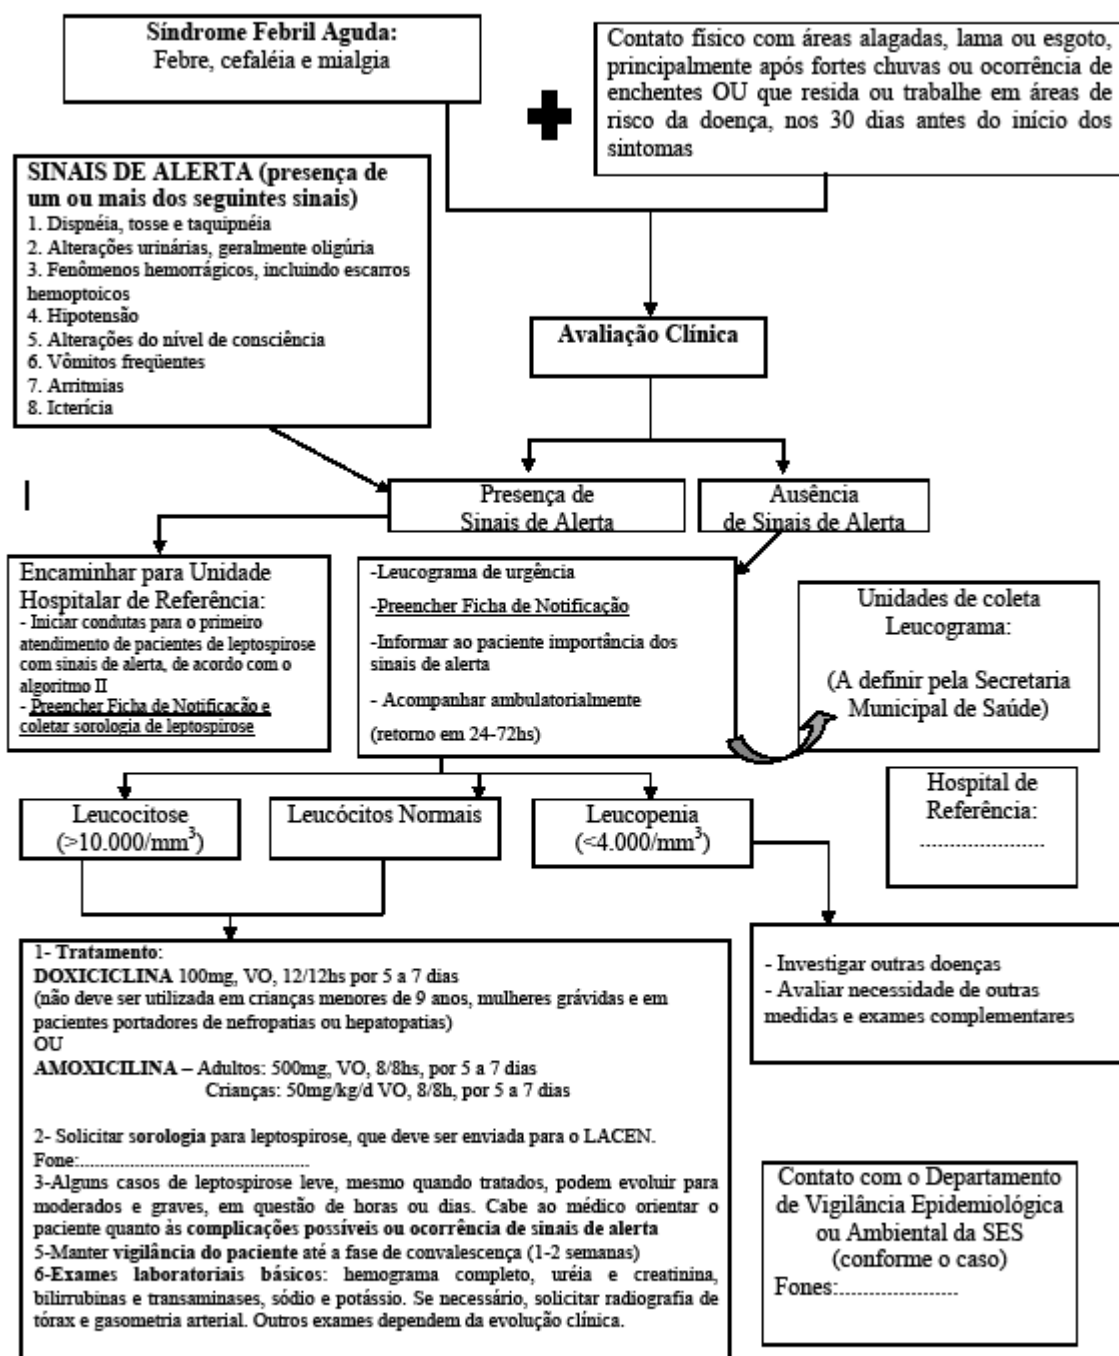 Síndrome Febril Aguda:
Febre, cefaléia e mialgia
Contato físico com áreas alagadas, lama ou esgoto,
principalmente após fortes chuvas ou ocorrência de
enchentes OU que resida ou trabalhe em áreas de
risco da doença, nos 30 dias antes do início dos
sintomas
SINAIS DE ALERTA (presença de
um ou mais dos seguintes sinais)
1. Dispnéia, tosse e taquipnéia
2. Alterações urinárias, geralmente oligúria
3. Fenômenos hemorrágicos, incluindo escarros
hemoptoicos
4. Hipotensão
5. Alterações do nível de consciência
6. Vômitos freqüentes
7. Arritmias
8. Icterícia
Avaliação Clínica
Presença de
Sinais de Alerta
Ausência
de Sinais de Alerta
Encaminhar para Unidade
Hospitalar de Referência:
- Iniciar condutas para o primeiro
atendimento de pacientes de leptospirose
com sinais de alerta, de acordo com o
algoritmo II
- Preencher Ficha de Notificação e
coletar sorologia de leptospirose
-Leucograma de urgência
-Preencher Ficha de Notificação
-Informar ao paciente importância dos
sinais de alerta
- Acompanhar ambulatorialmente
(retorno em 24-72hs)
Unidades de coleta
Leucograma:
(A definir pela Secretaria
Municipal de Saúde)
Hospital de
Referência:
.....................
Leucocitose
(>10.000/mm³)
Leucócitos Normais
Leucopenia
(<4.000/mm³)
1- Tratamento:
DOXICICLINA 100mg, VO, 12/12hs por 5 a 7 dias
(não deve ser utilizada em crianças menores de 9 anos, mulheres grávidas e em
pacientes portadores de nefropatias ou hepatopatias)
OU
AMOXICILINA – Adultos: 500mg, VO, 8/8hs, por 5 a 7 dias
Crianças: 50mg/kg/d VO, 8/8h, por 5 a 7 dias
2- Solicitar sorologia para leptospirose, que deve ser enviada para o LACEN.
Fone:................................................
3-Alguns casos de leptospirose leve, mesmo quando tratados, podem evoluir para
moderados e graves, em questão de horas ou dias. Cabe ao médico orientar o
paciente quanto às complicações possíveis ou ocorrência de sinais de alerta
5-Manter vigilância do paciente até a fase de convalescença (1-2 semanas)
6-Exames laboratoriais básicos: hemograma completo, uréia e creatinina,
bilirrubinas e transaminases, sódio e potássio. Se necessário, solicitar radiografia de
tórax e gasometria arterial. Outros exames dependem da evolução clínica.
- Investigar outras doenças
- Avaliar necessidade de outras
medidas e exames complementares
Contato com o Departamento
de Vigilância Epidemiológica
ou Ambiental da SES
(conforme o caso)
Fones:....................